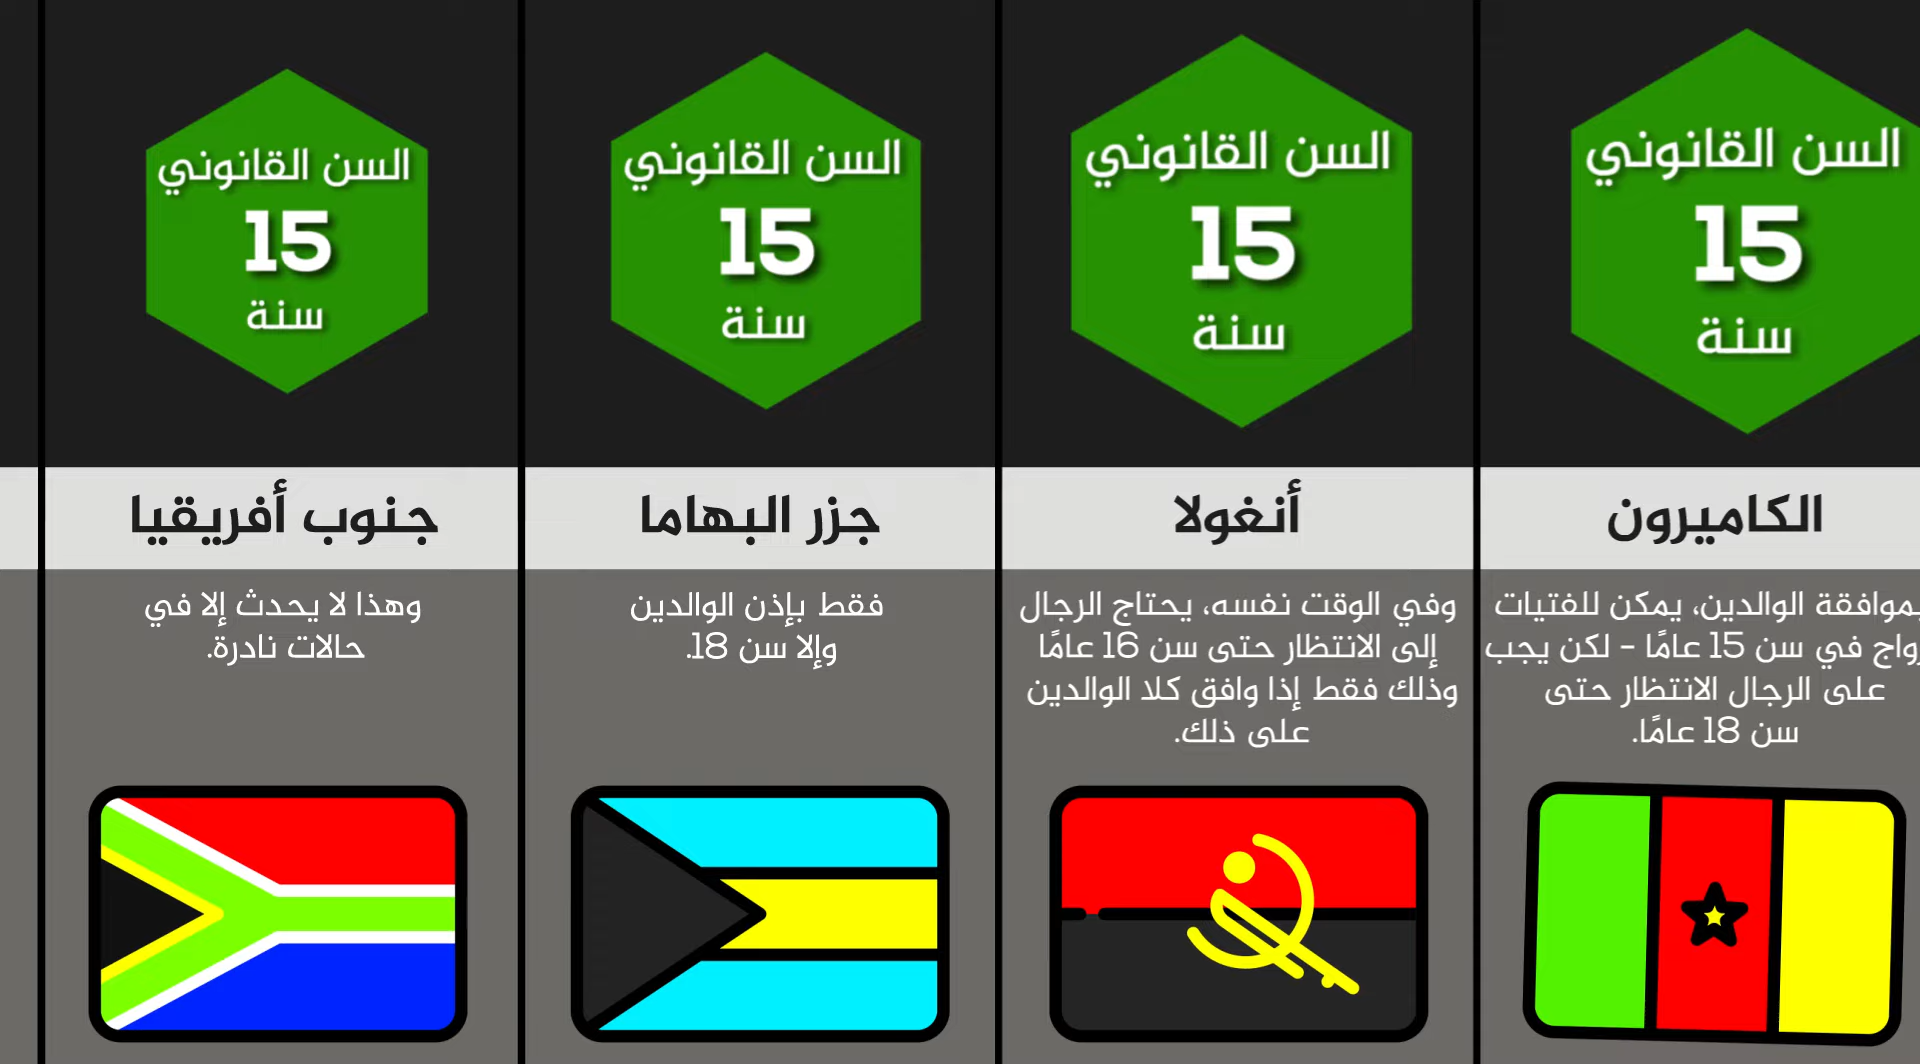 السن القانوني
15
سنة
الكاميرون
بموافقة الوالدين، يمكن للفتيات
في سن 15 عامًا - لكن يجب
على الرجال الانتظار حتى
سن 18 عامًا.
السن القانوني
15
سنة
أنغولا
وفي الوقت نفسه، يحتاج الرجال
إلى الانتظار حتى سن 16 عامًا
وذلك فقط إذا وافق كلا الوالدين
على ذلك.
السن القانوني
15
سنة
جزر البهاما
فقط بإذن الوالدين
وإلا سن 18.
السن القانوني
15
سنة
جنوب أفريقيا
وهذا لا يحدث إلا في
حالات نادرة.